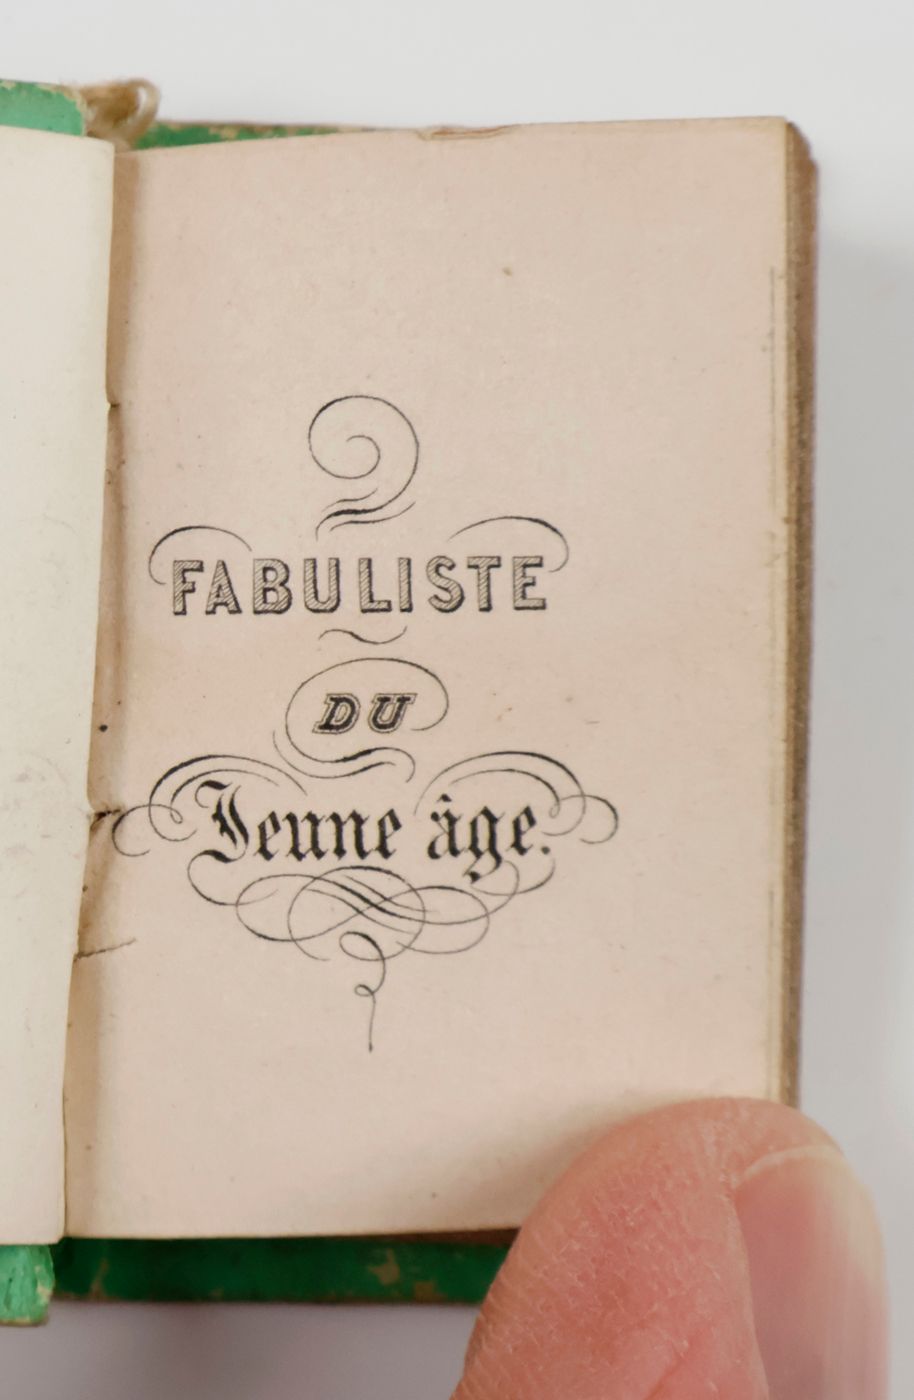 FABULISTE
DU
Jeune âge.